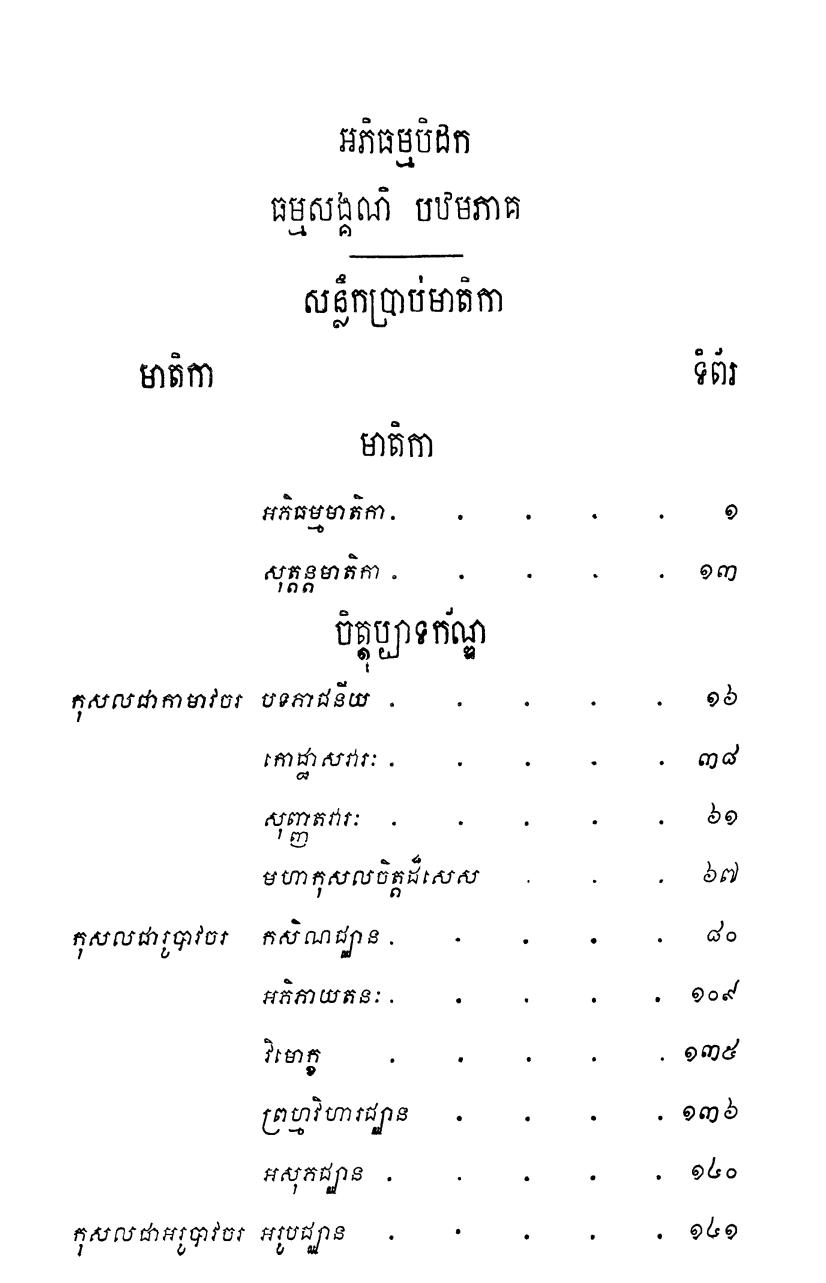 អភិធម្មបិដក
ធម្មសង្គណិ បឋមភាគ
សន្លឹកប្រាប់មាតិកា
មាតិកា ទំព័រ
មាតិកា
អភិធម្មមាតិកា . . . . . ១
សុត្តន្តមាតិកា . . . . . ១៣
ចិត្តុប្បាទកណ្ឌ័
កុសលជាកាមាវចរ បទភាជនីយ . . . . . ១៦
កោដ្ឋាសវារៈ . . . . . ៣៨
សុញ្ញតវារៈ . . . . . ៦១
មហាកុសលចិត្តដ៏សេស . . . ៦៧
កុសលជារូបាវចរ កសិណជ្ឈាន . . . . . ៨០
អភិភាយតនៈ . . . . . ១០៩
វិមោក្ខ . . . . . ១៣៥
ព្រហ្មវិហារជ្ឈាន . . . . ១៣៦
អសុភជ្ឈាន . . . . . ១៤០
កុសលជាអរូបាវចរ អរូបជ្ឈាន . . . . . ១៤១